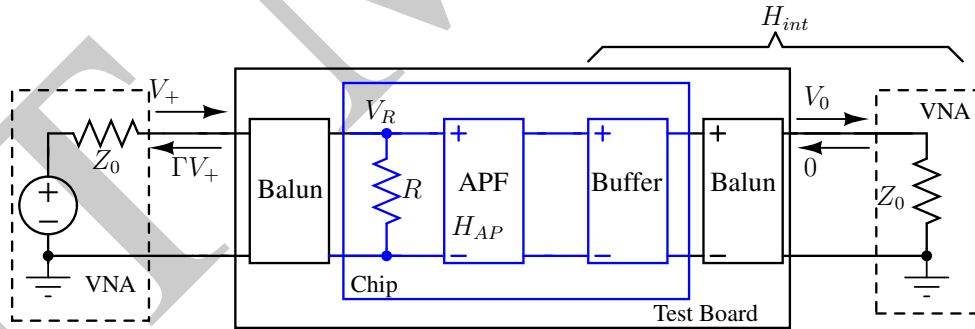 H_int
V_+
V_R
V_0
VNA
+
+
+
Z_0
ΓV_+
0
+
−
Balun
R
APF
Buffer
Balun
Z_0
H_AP
−
−
−
VNA
Chip
Test Board